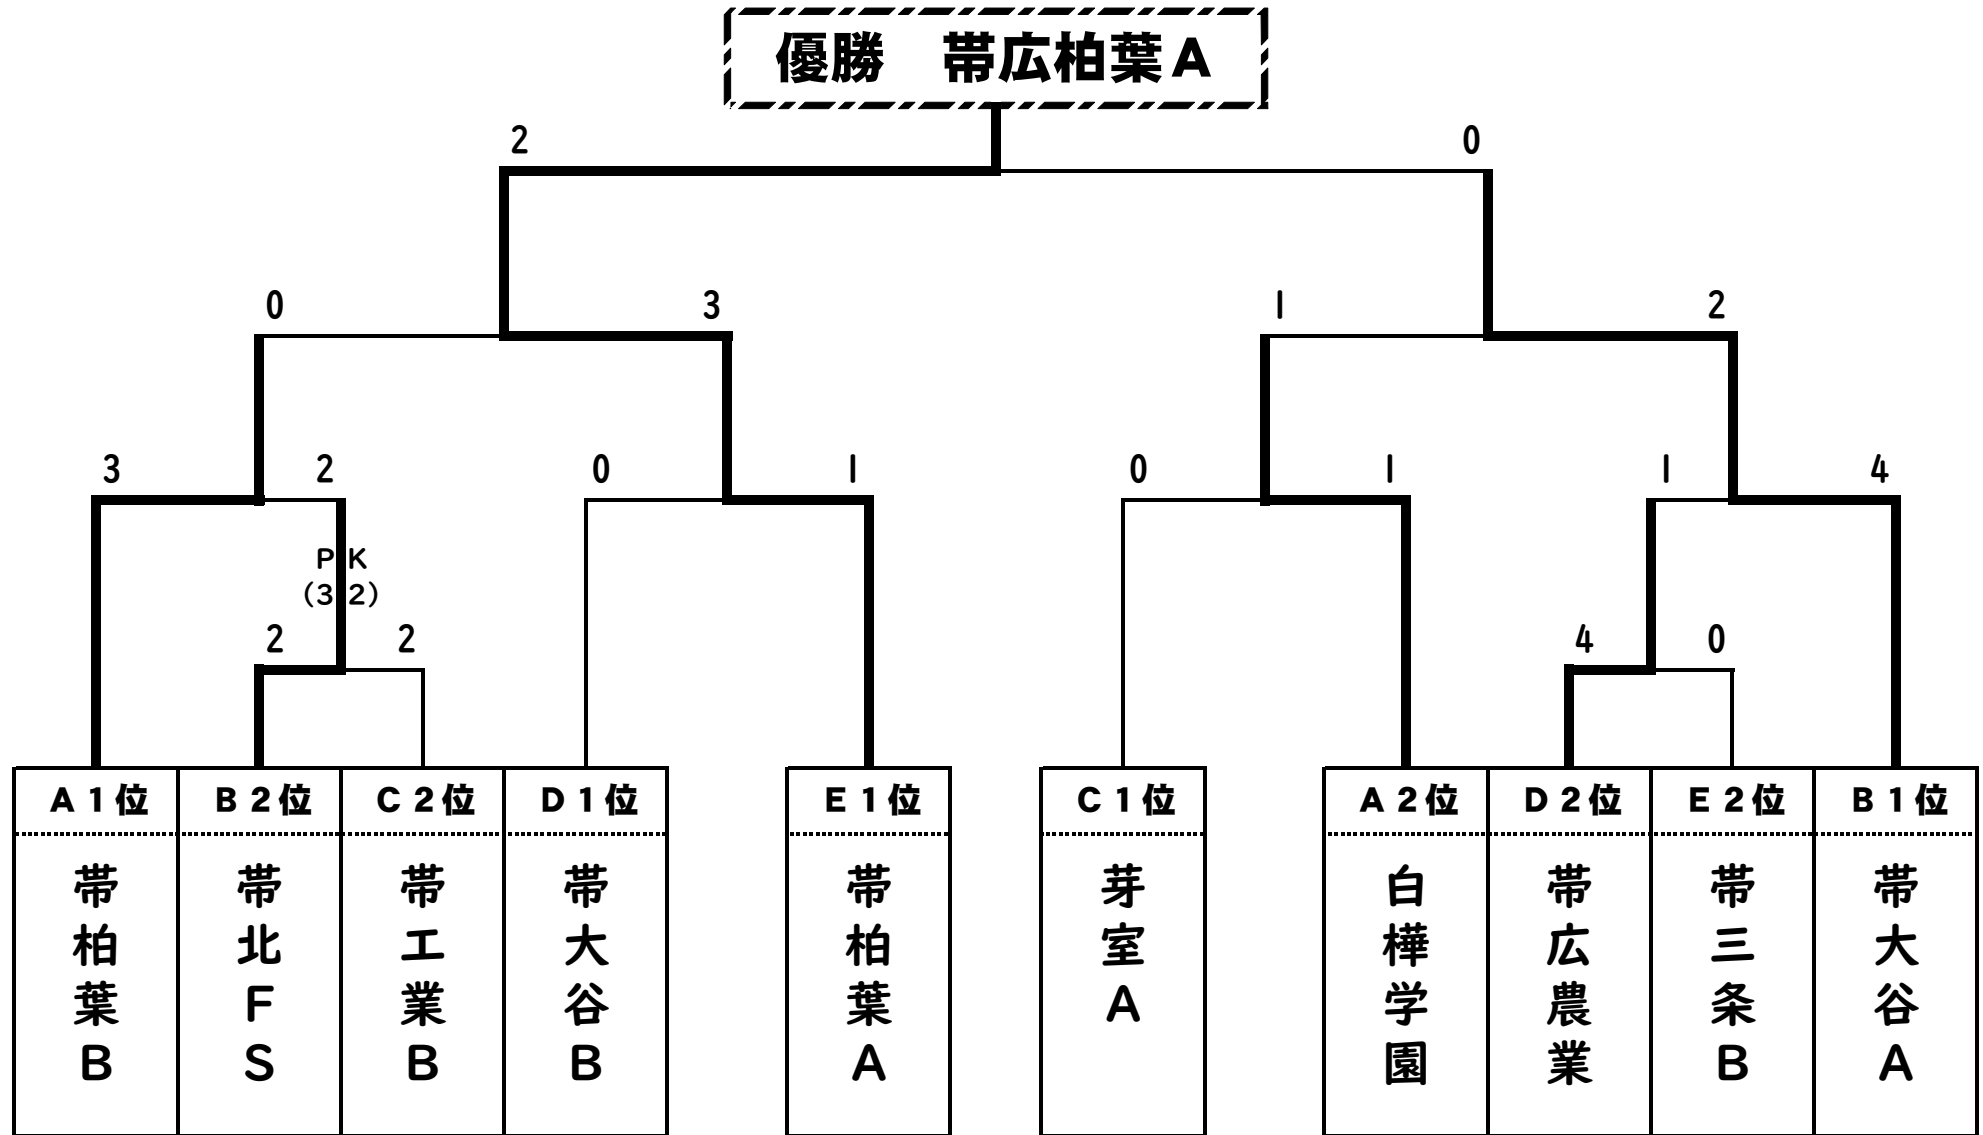 優勝　帯広柏葉A
2 0
0 3 1 2
3 2 0 1 0 1 1 4
PK
(3 2)
2 2 4 0
A1位 B2位 C2位 D1位 E1位 C1位 A2位 D2位 E2位 B1位
帯柏葉B
帯北FS
帯工業B
帯大谷B
帯柏葉A
芽室A
白樺学園
帯広農業
帯三条B
帯大谷A